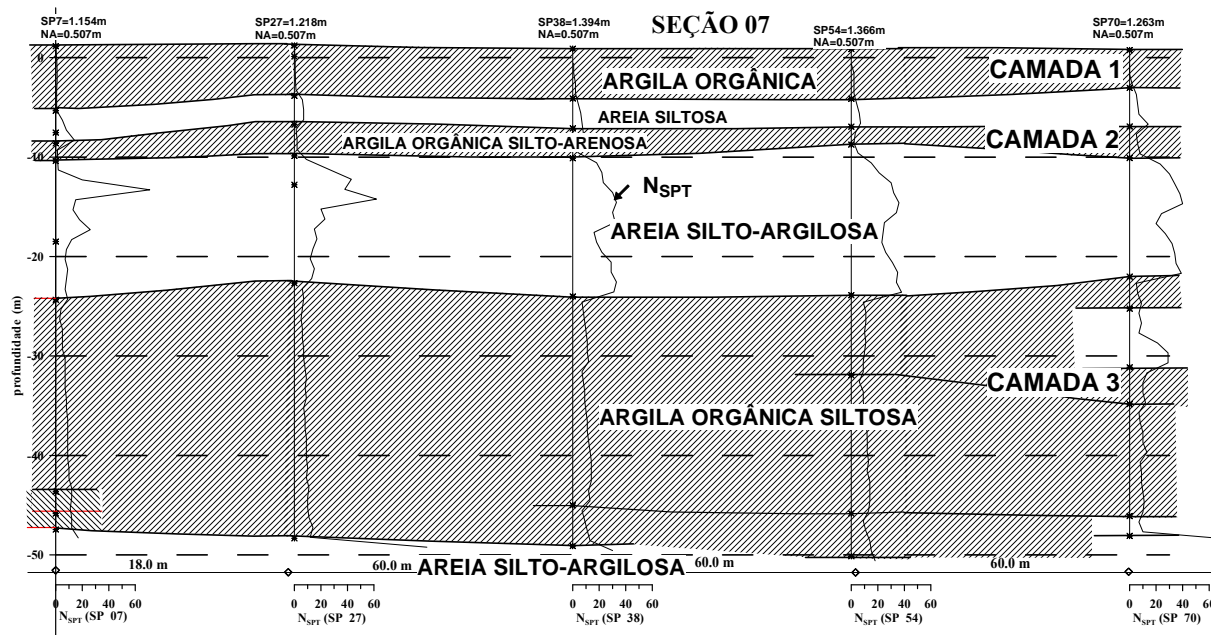 SEÇÃO 07
SP7=1.154m
NA=0.507m
SP27=1.218m
NA=0.507m
SP38=1.394m
NA=0.507m
SP54=1.366m
NA=0.507m
SP70=1.263m
NA=0.507m
0
ARGILA ORGÂNICA
CAMADA 1
AREIA SILTOSA
ARGILA ORGÂNICA SILTO-ARENOSA
CAMADA 2
-10
NSPT
AREIA SILTO-ARGILOSA
-20
profundidade (m)
-30
CAMADA 3
ARGILA ORGÂNICA SILTOSA
-40
-50
18.0 m
60.0 m
AREIA SILTO-ARGILOSA
60.0 m
60.0 m
0 20 40 60
NSPT (SP 07)
0 20 40 60
NSPT (SP 27)
0 20 40 60
NSPT (SP 38)
0 20 40 60
NSPT (SP 54)
0 20 40 60
NSPT (SP 70)